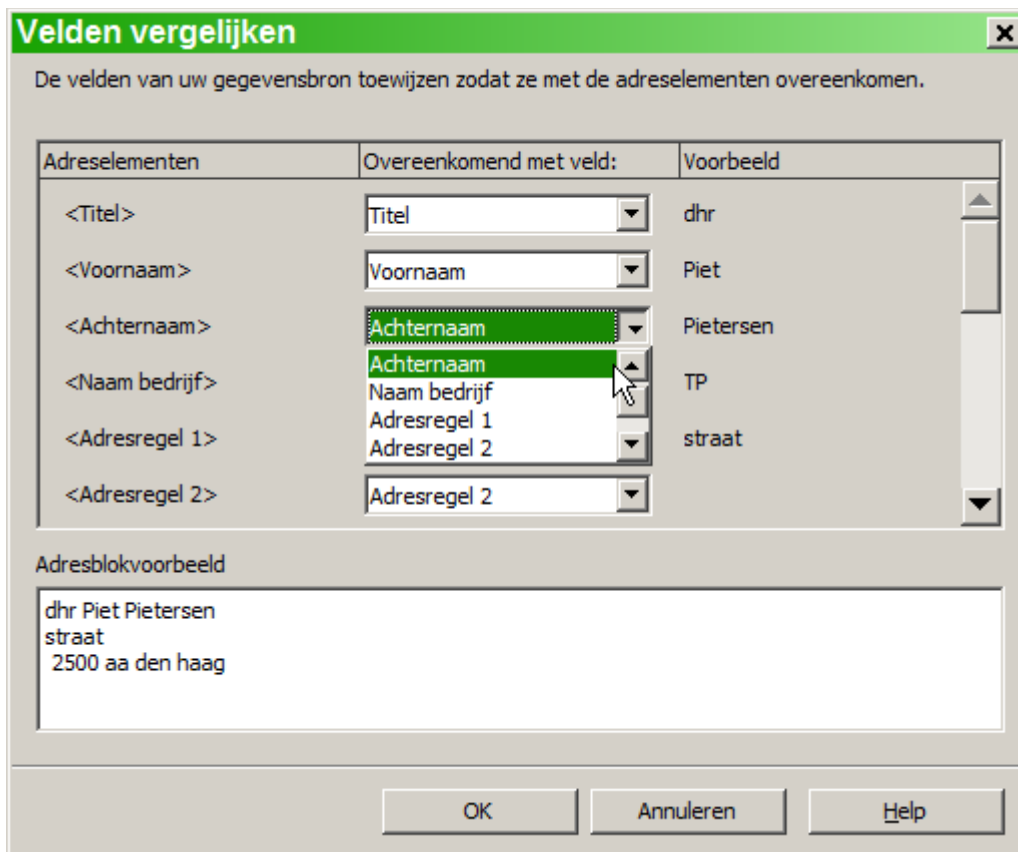 Velden vergelijken
De velden van uw gegevensbron toewijzen zodat ze met de adreselementen overeenkomen.
Adreselementen Overeenkomend met veld: Voorbeeld
<Titel> Titel dhr
<Voornaam> Voornaam Piet
<Achternaam> Achternaam Pietersen
Achternaam
<Naam bedrijf> Naam bedrijf TP
Adresregel 1
<Adresregel 1> Adresregel 2 straat
<Adresregel 2> Adresregel 2
Adresblokvoorbeeld
dhr Piet Pietersen
straat
2500 aa den haag
OK Annuleren Help